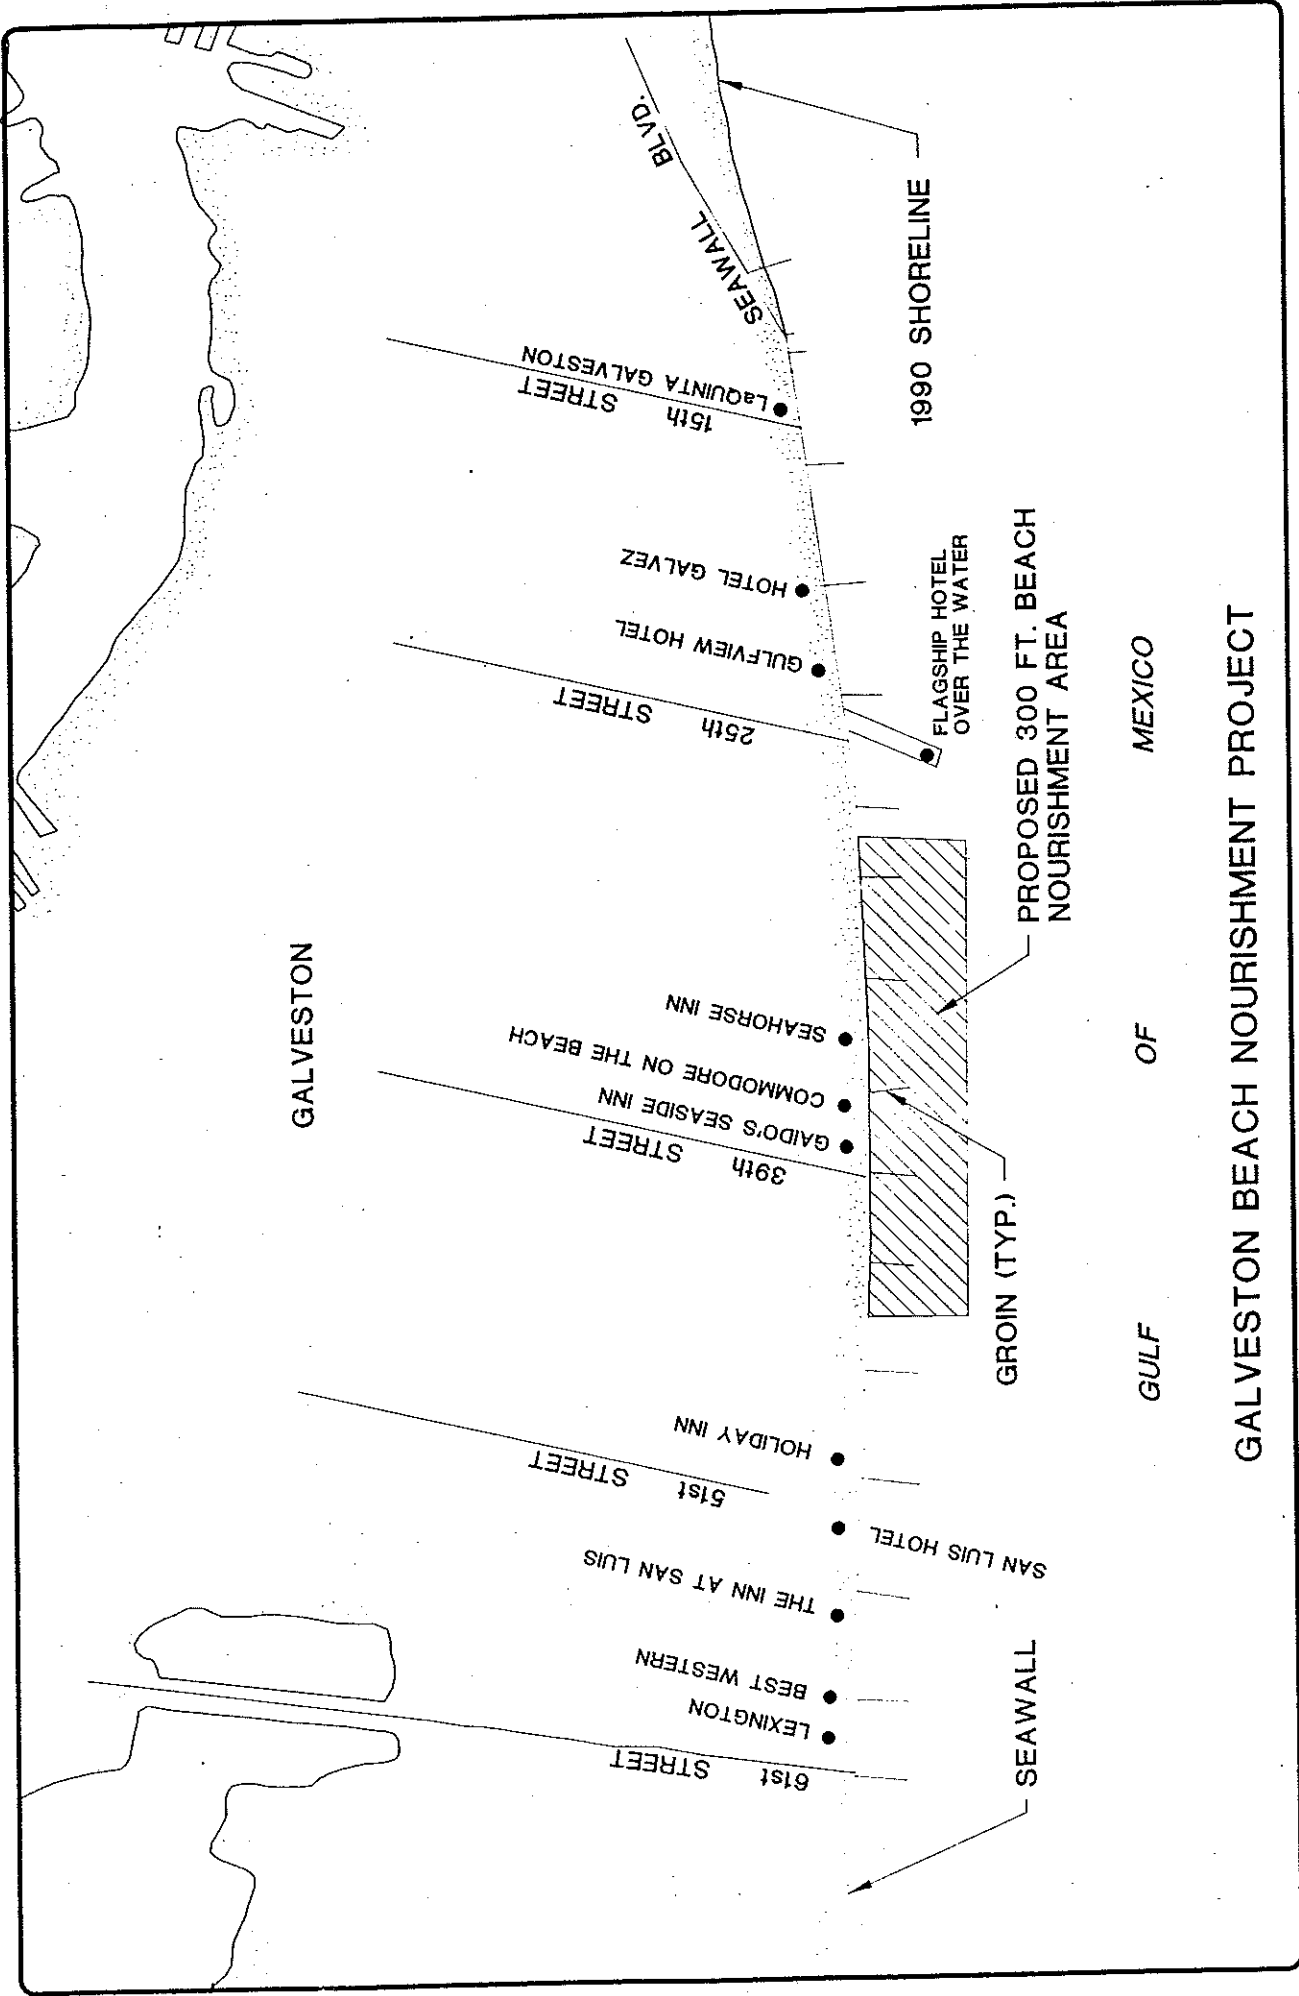 GALVESTON
BLVD.
SEAWALL
1990 SHORELINE
LaQUINTA GALVESTON
15th STREET
HOTEL GALVEZ
GULFVIEW HOTEL
25th STREET
FLAGSHIP HOTEL
OVER THE WATER
PROPOSED 300 FT. BEACH
NOURISHMENT AREA
SEAHORSE INN
COMMODORE ON THE BEACH
GAIDO'S SEASIDE INN
39th STREET
GROIN (TYP.)
HOLIDAY INN
51st STREET
SAN LUIS HOTEL
THE INN AT SAN LUIS
BEST WESTERN
LEXINGTON
61st STREET
SEAWALL
GULF OF MEXICO
GALVESTON BEACH NOURISHMENT PROJECT